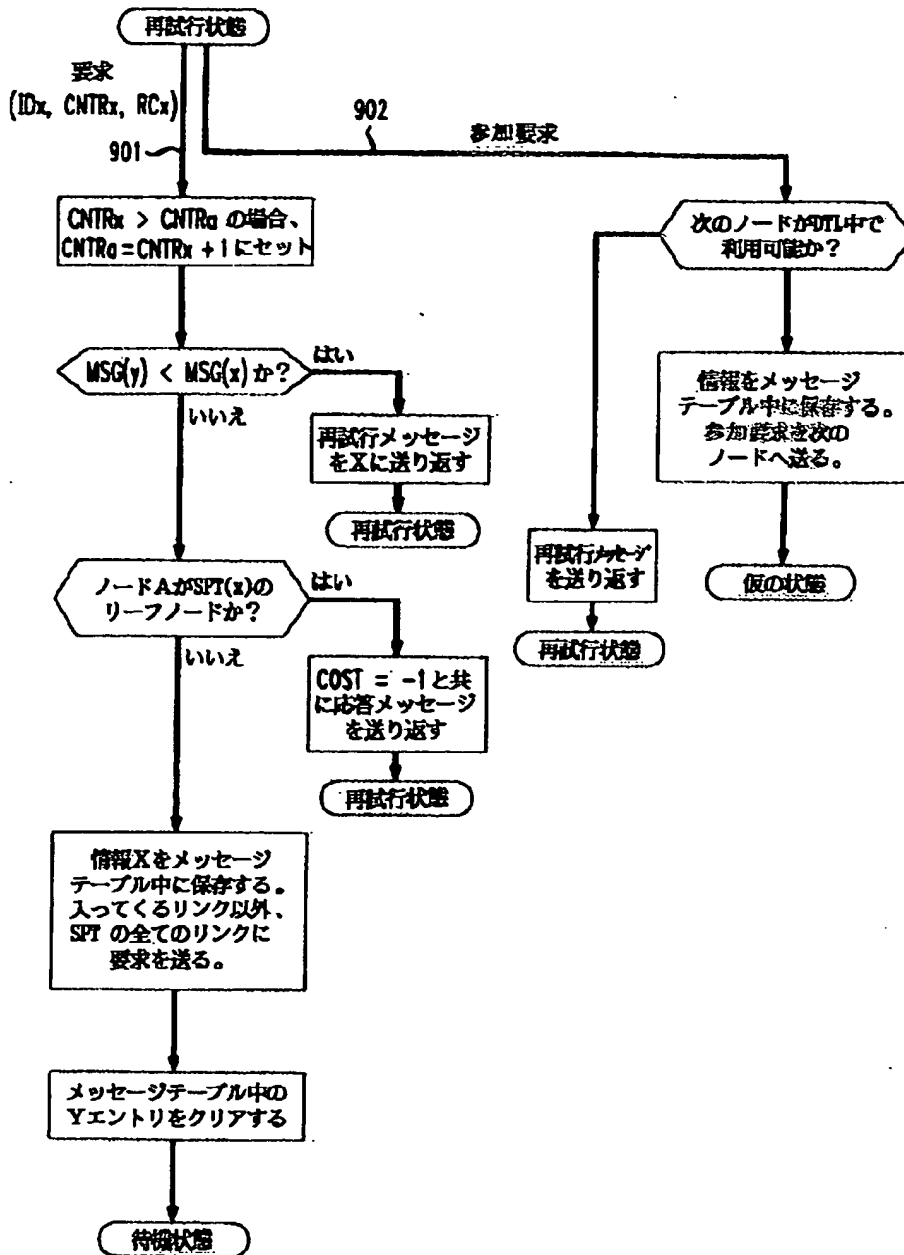 再試行状態
要求
(IDx, CNTRx, RCx)
901
902
参加要求
CNTRx > CNTRa の場合、
CNTRa=CNTRx + 1にセット
次のノードがDTL中で
利用可能か？
MSG(y) < MSG(x) か？
はい
いいえ
再試行メッセージ
をXに送り返す
再試行状態
情報をメッセージ
テーブル中に保存する。
参加要求を次の
ノードへ送る。
仮の状態
再試行メッセージ
を送り返す
再試行状態
ノードAがSPT(x)の
リーフノードか？
はい
いいえ
COST = -1と共
に応答メッセージ
を送り返す
再試行状態
情報Xをメッセージ
テーブル中に保存する。
入ってくるリンク以外、
SPT の全てのリンクに
要求を送る。
メッセージテーブル中の
Yエントリをクリアする
待機状態